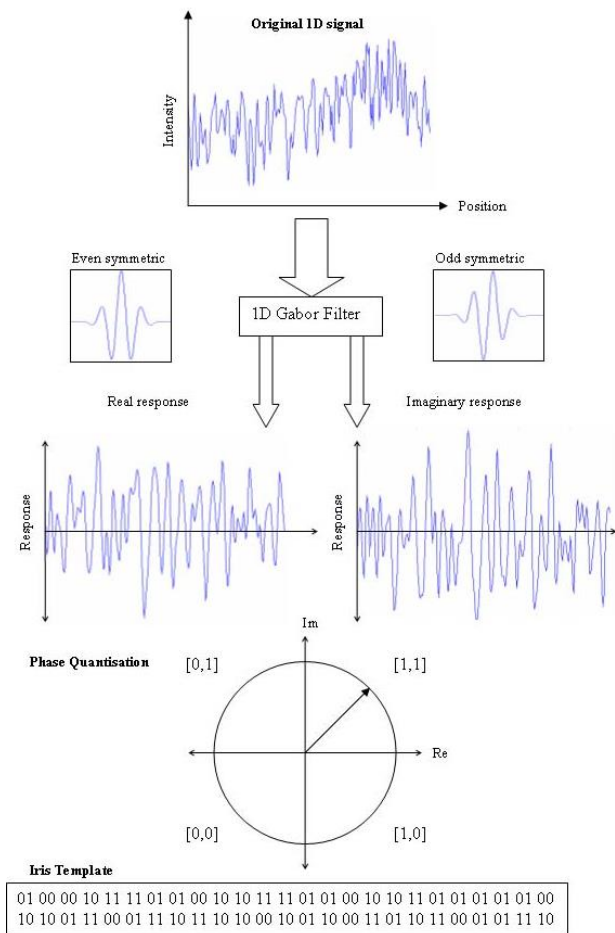 Original 1D signal
Intensity
Position
Even symmetric
Odd symmetric
1D Gabor Filter
Real response
Imaginary response
Response
Response
Im
Phase Quantisation
[0,1]
[1,1]
Re
[0,0]
[1,0]
Iris Template
01 00 00 10 11 11 01 01 00 10 10 11 11 01 01 00 10 10 11 01 01 01 01 01 00
10 10 01 11 00 01 11 10 11 10 10 00 10 01 10 00 11 01 10 11 00 01 01 11 10